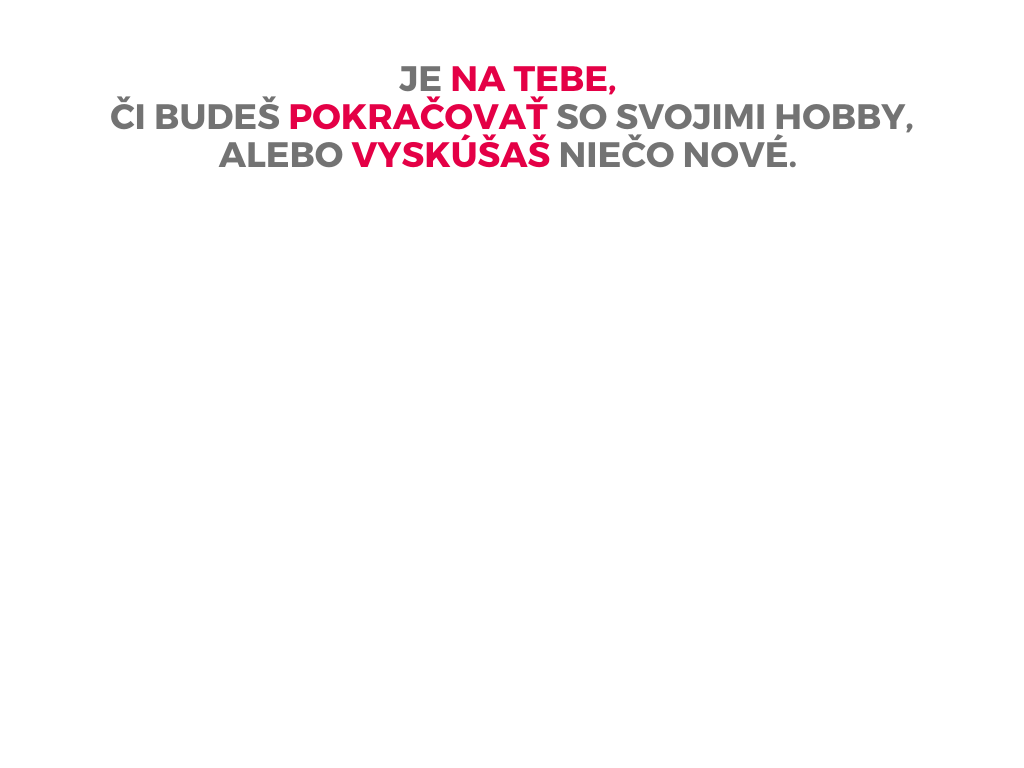 JE NA TEBE,
ČI BUDEŠ POKRAČOVAŤ SO SVOJIMI HOBBY,
ALEBO VYSKÚŠAŠ NIEČO NOVÉ.